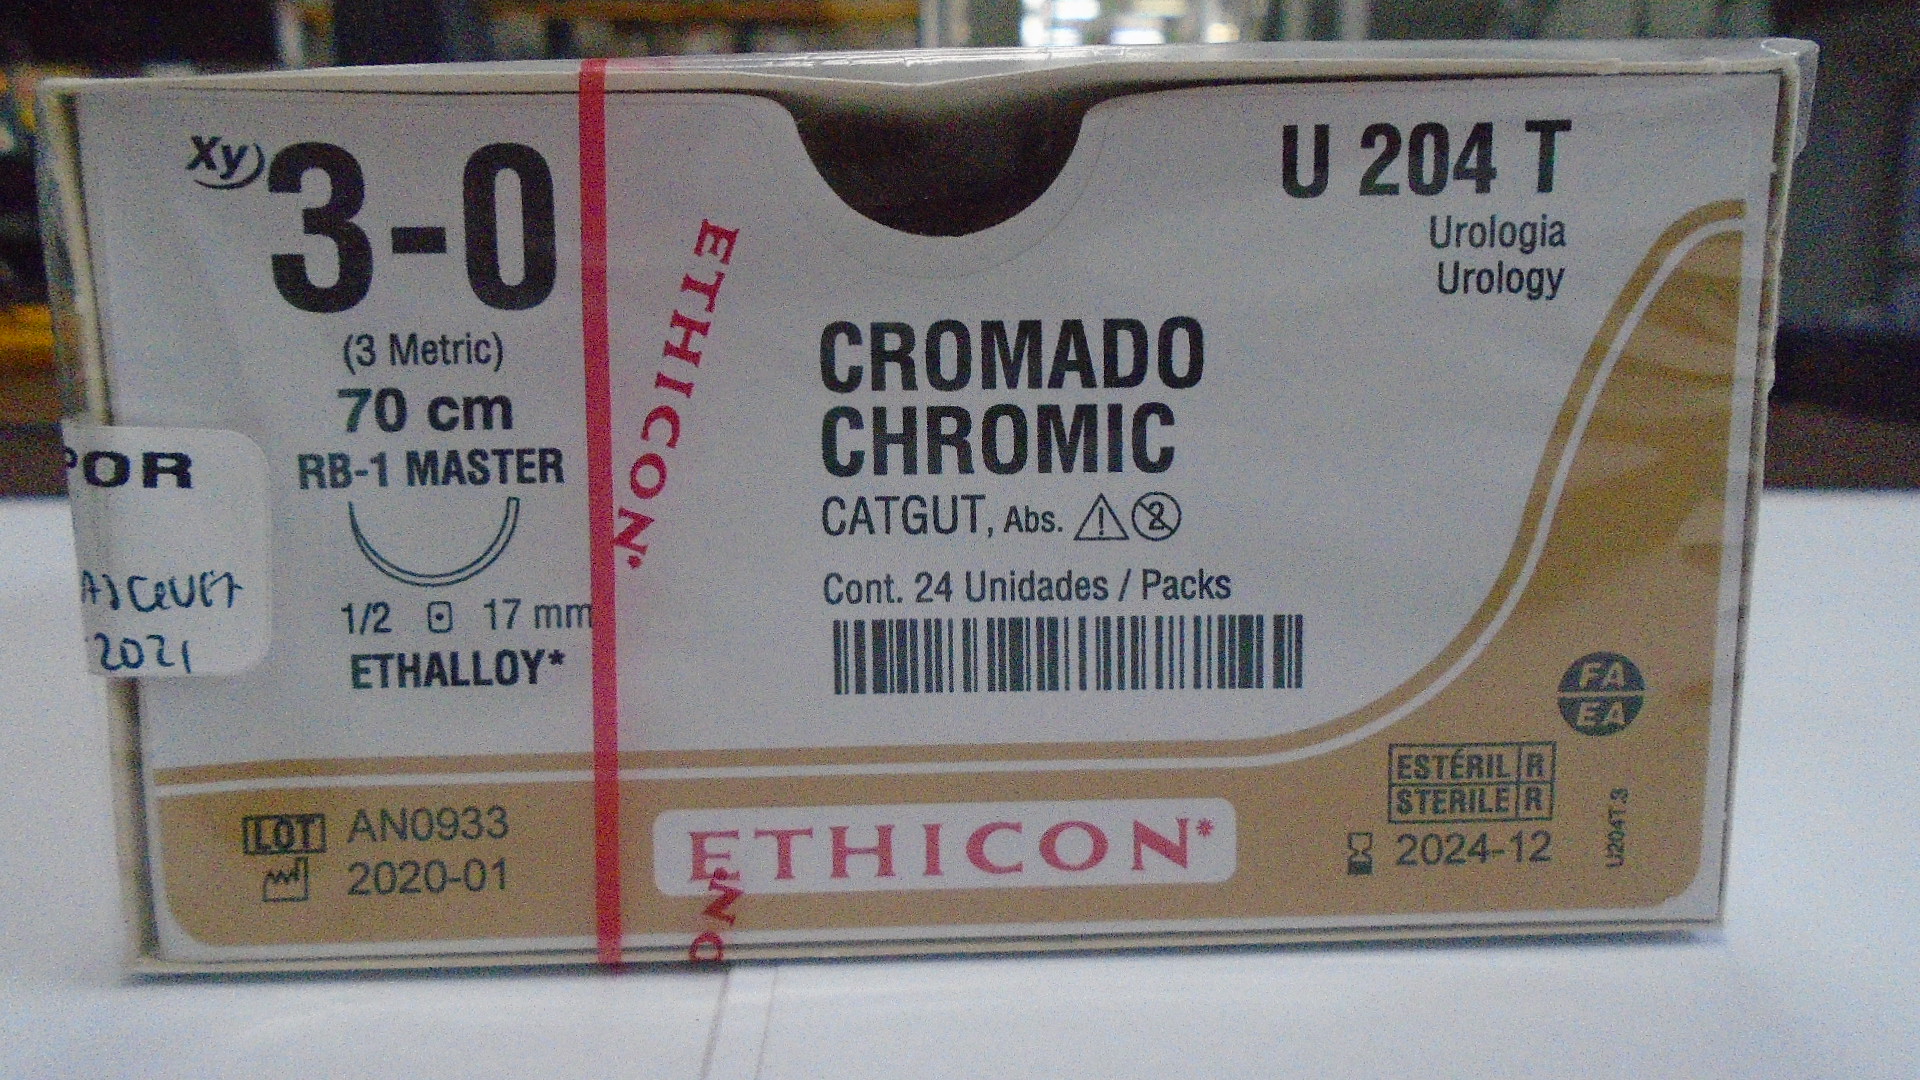 Xy
3-0
(3 Metric)
70 cm
RB-1 MASTER
1/2 17 mm
ETHALLOY*
OR
2021
ETHICON*
U 204 T
Urologia
Urology
CROMADO
CHROMIC
CATGUT, Abs.
Cont. 24 Unidades / Packs
FA
EA
LOT AN0933
2020-01
ETHICON*
ESTÉRIL R
STERILE R
2024-12
U204T.3
ON